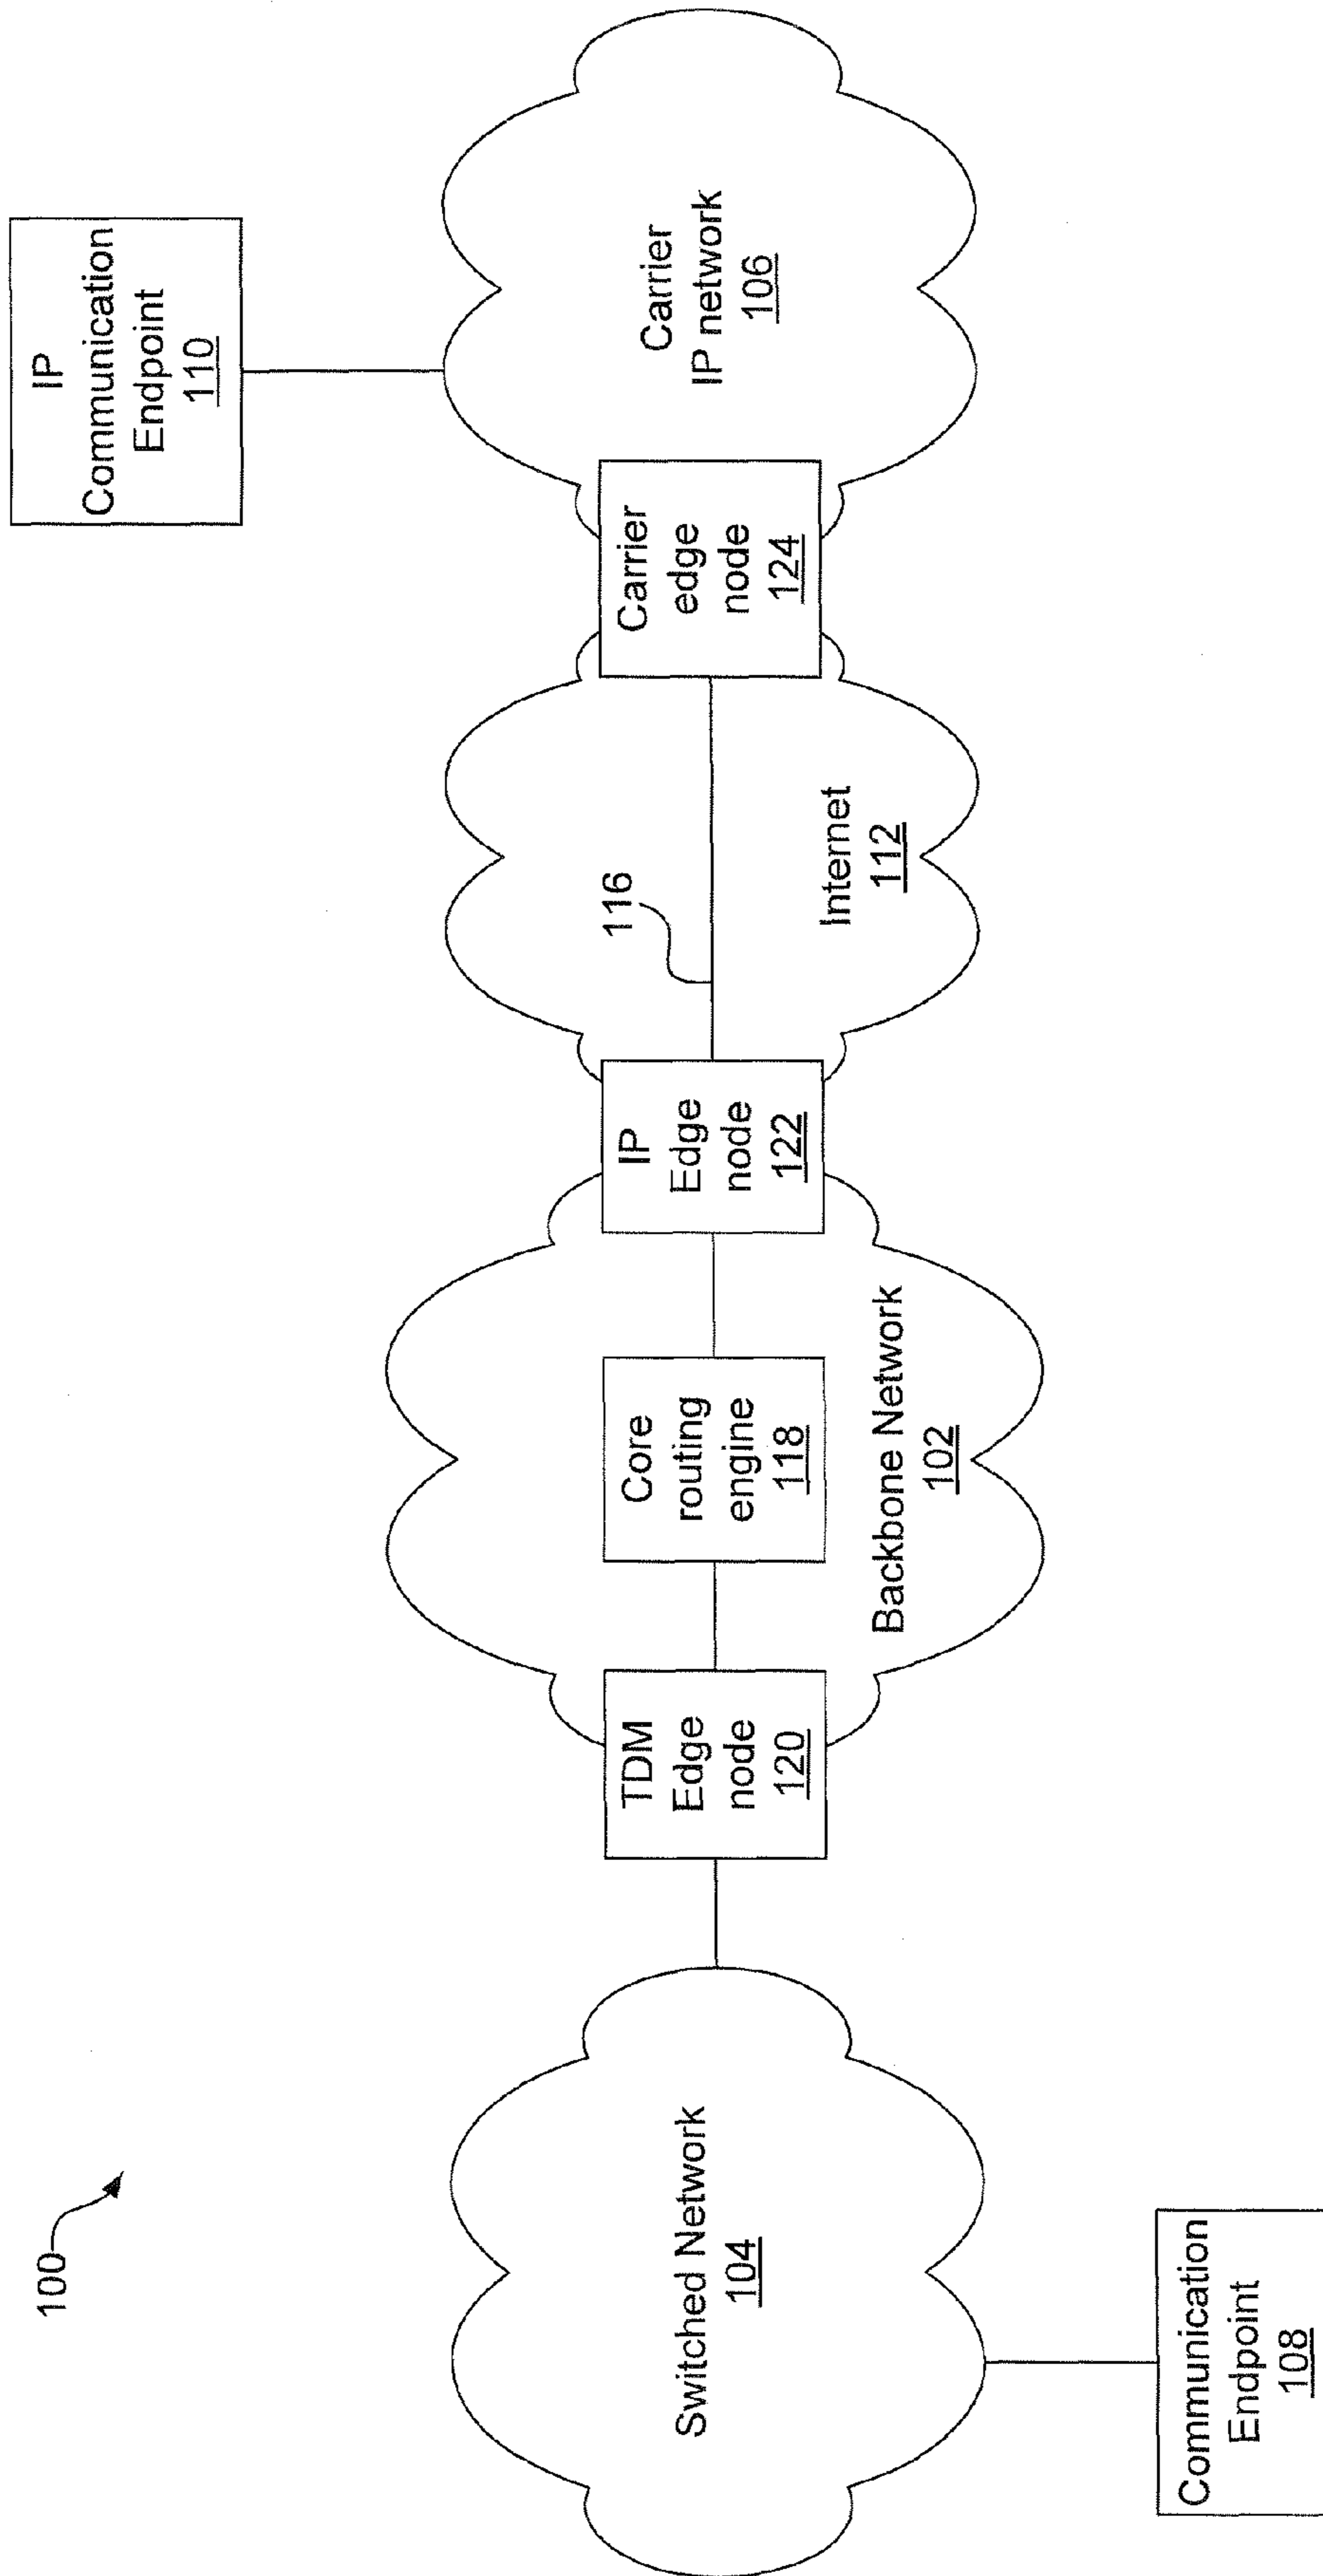 100
IP
Communication
Endpoint
110
Carrier
IP network
106
Carrier
edge
node
124
116
Internet
112
IP
Edge
node
122
Core
routing
engine
118
Backbone Network
102
TDM
Edge
node
120
Switched Network
104
Communication
Endpoint
108